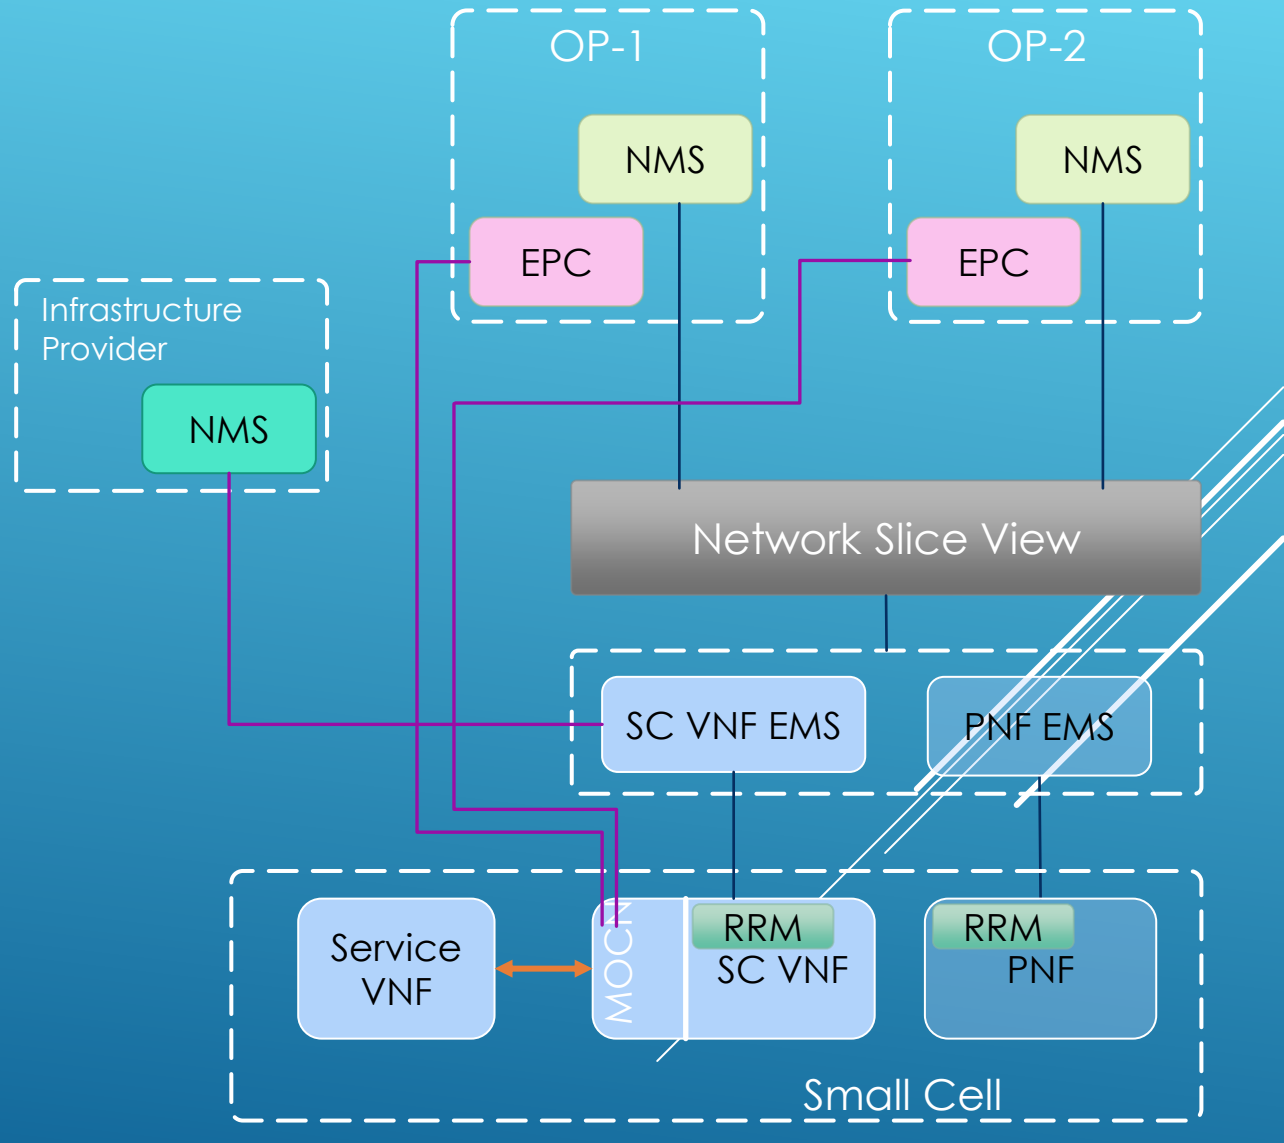 OP-1
OP-2
NMS
NMS
EPC
EPC
Infrastructure
Provider
NMS
Network Slice View
SC VNF EMS
PNF EMS
Service
VNF
MOCN
RRM
SC VNF
RRM
PNF
Small Cell